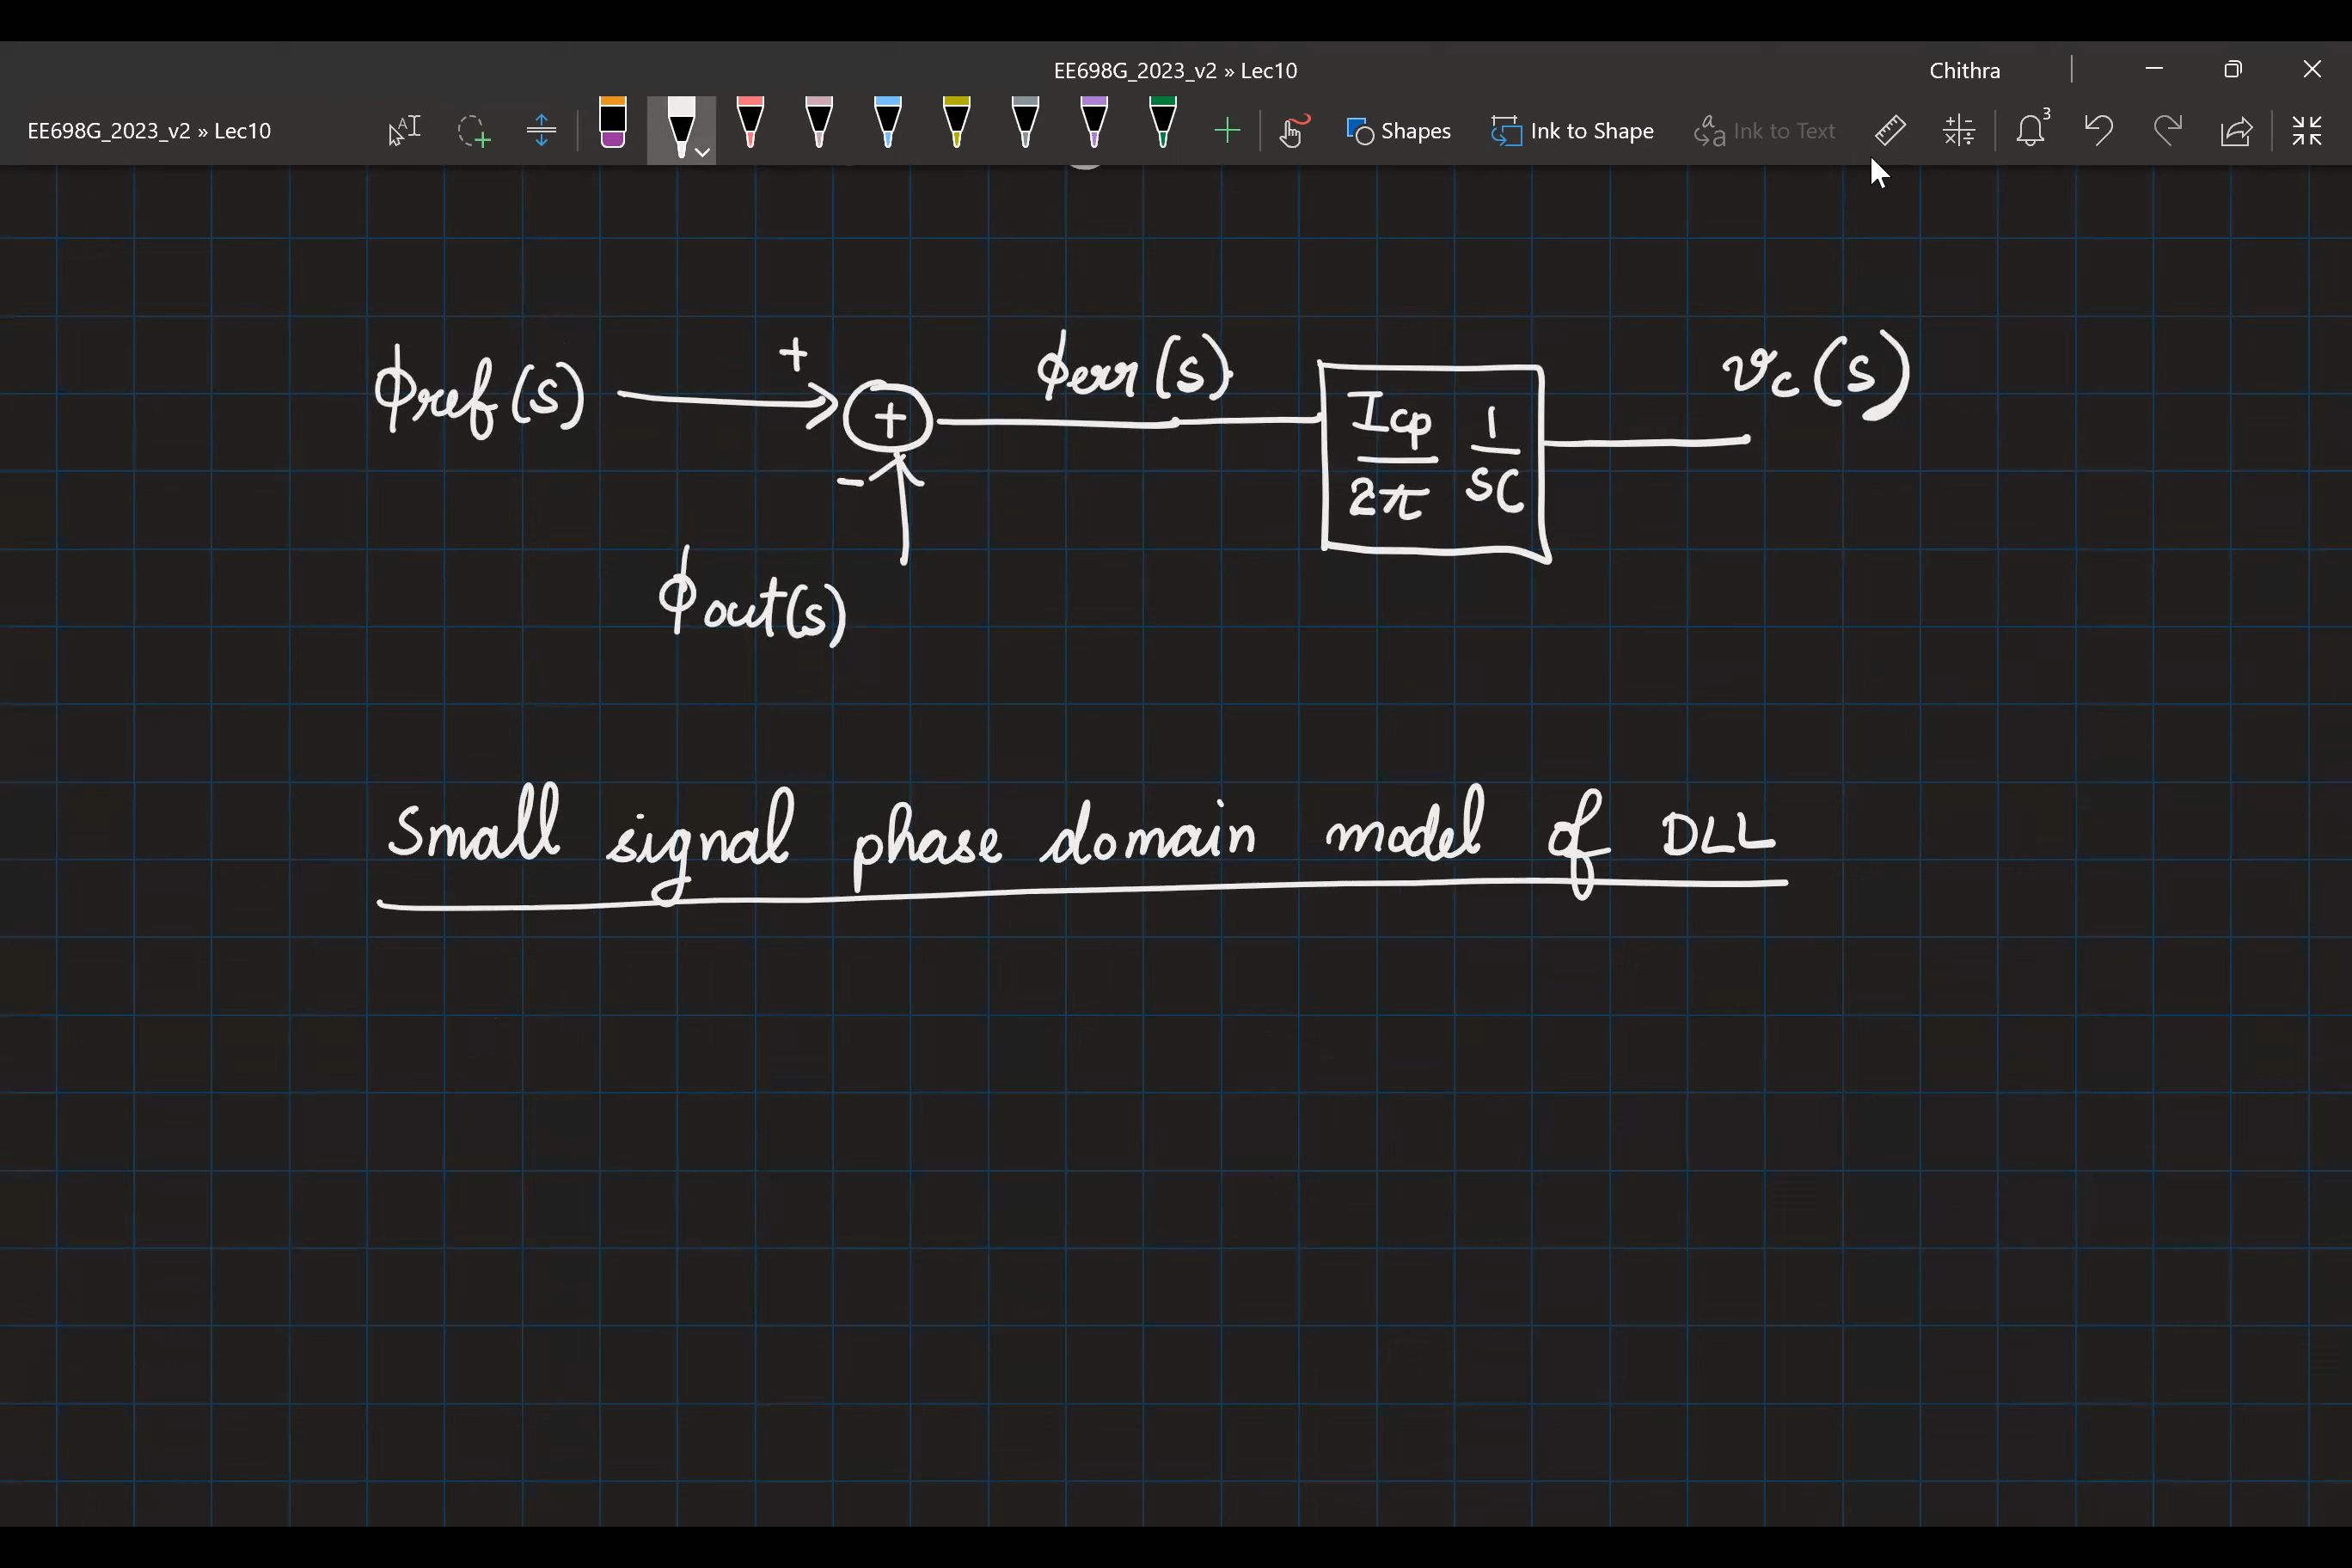 EE698G_2023_v2 » Lec10
Chithra
EE698G_2023_v2 » Lec10
Shapes
Ink to Shape
Ink to Text
3
ϕref(s)
+
+
-
ϕerr(s)
Icp/2π 1/sC
vc(s)
ϕout(s)
Small signal phase domain model of DLL